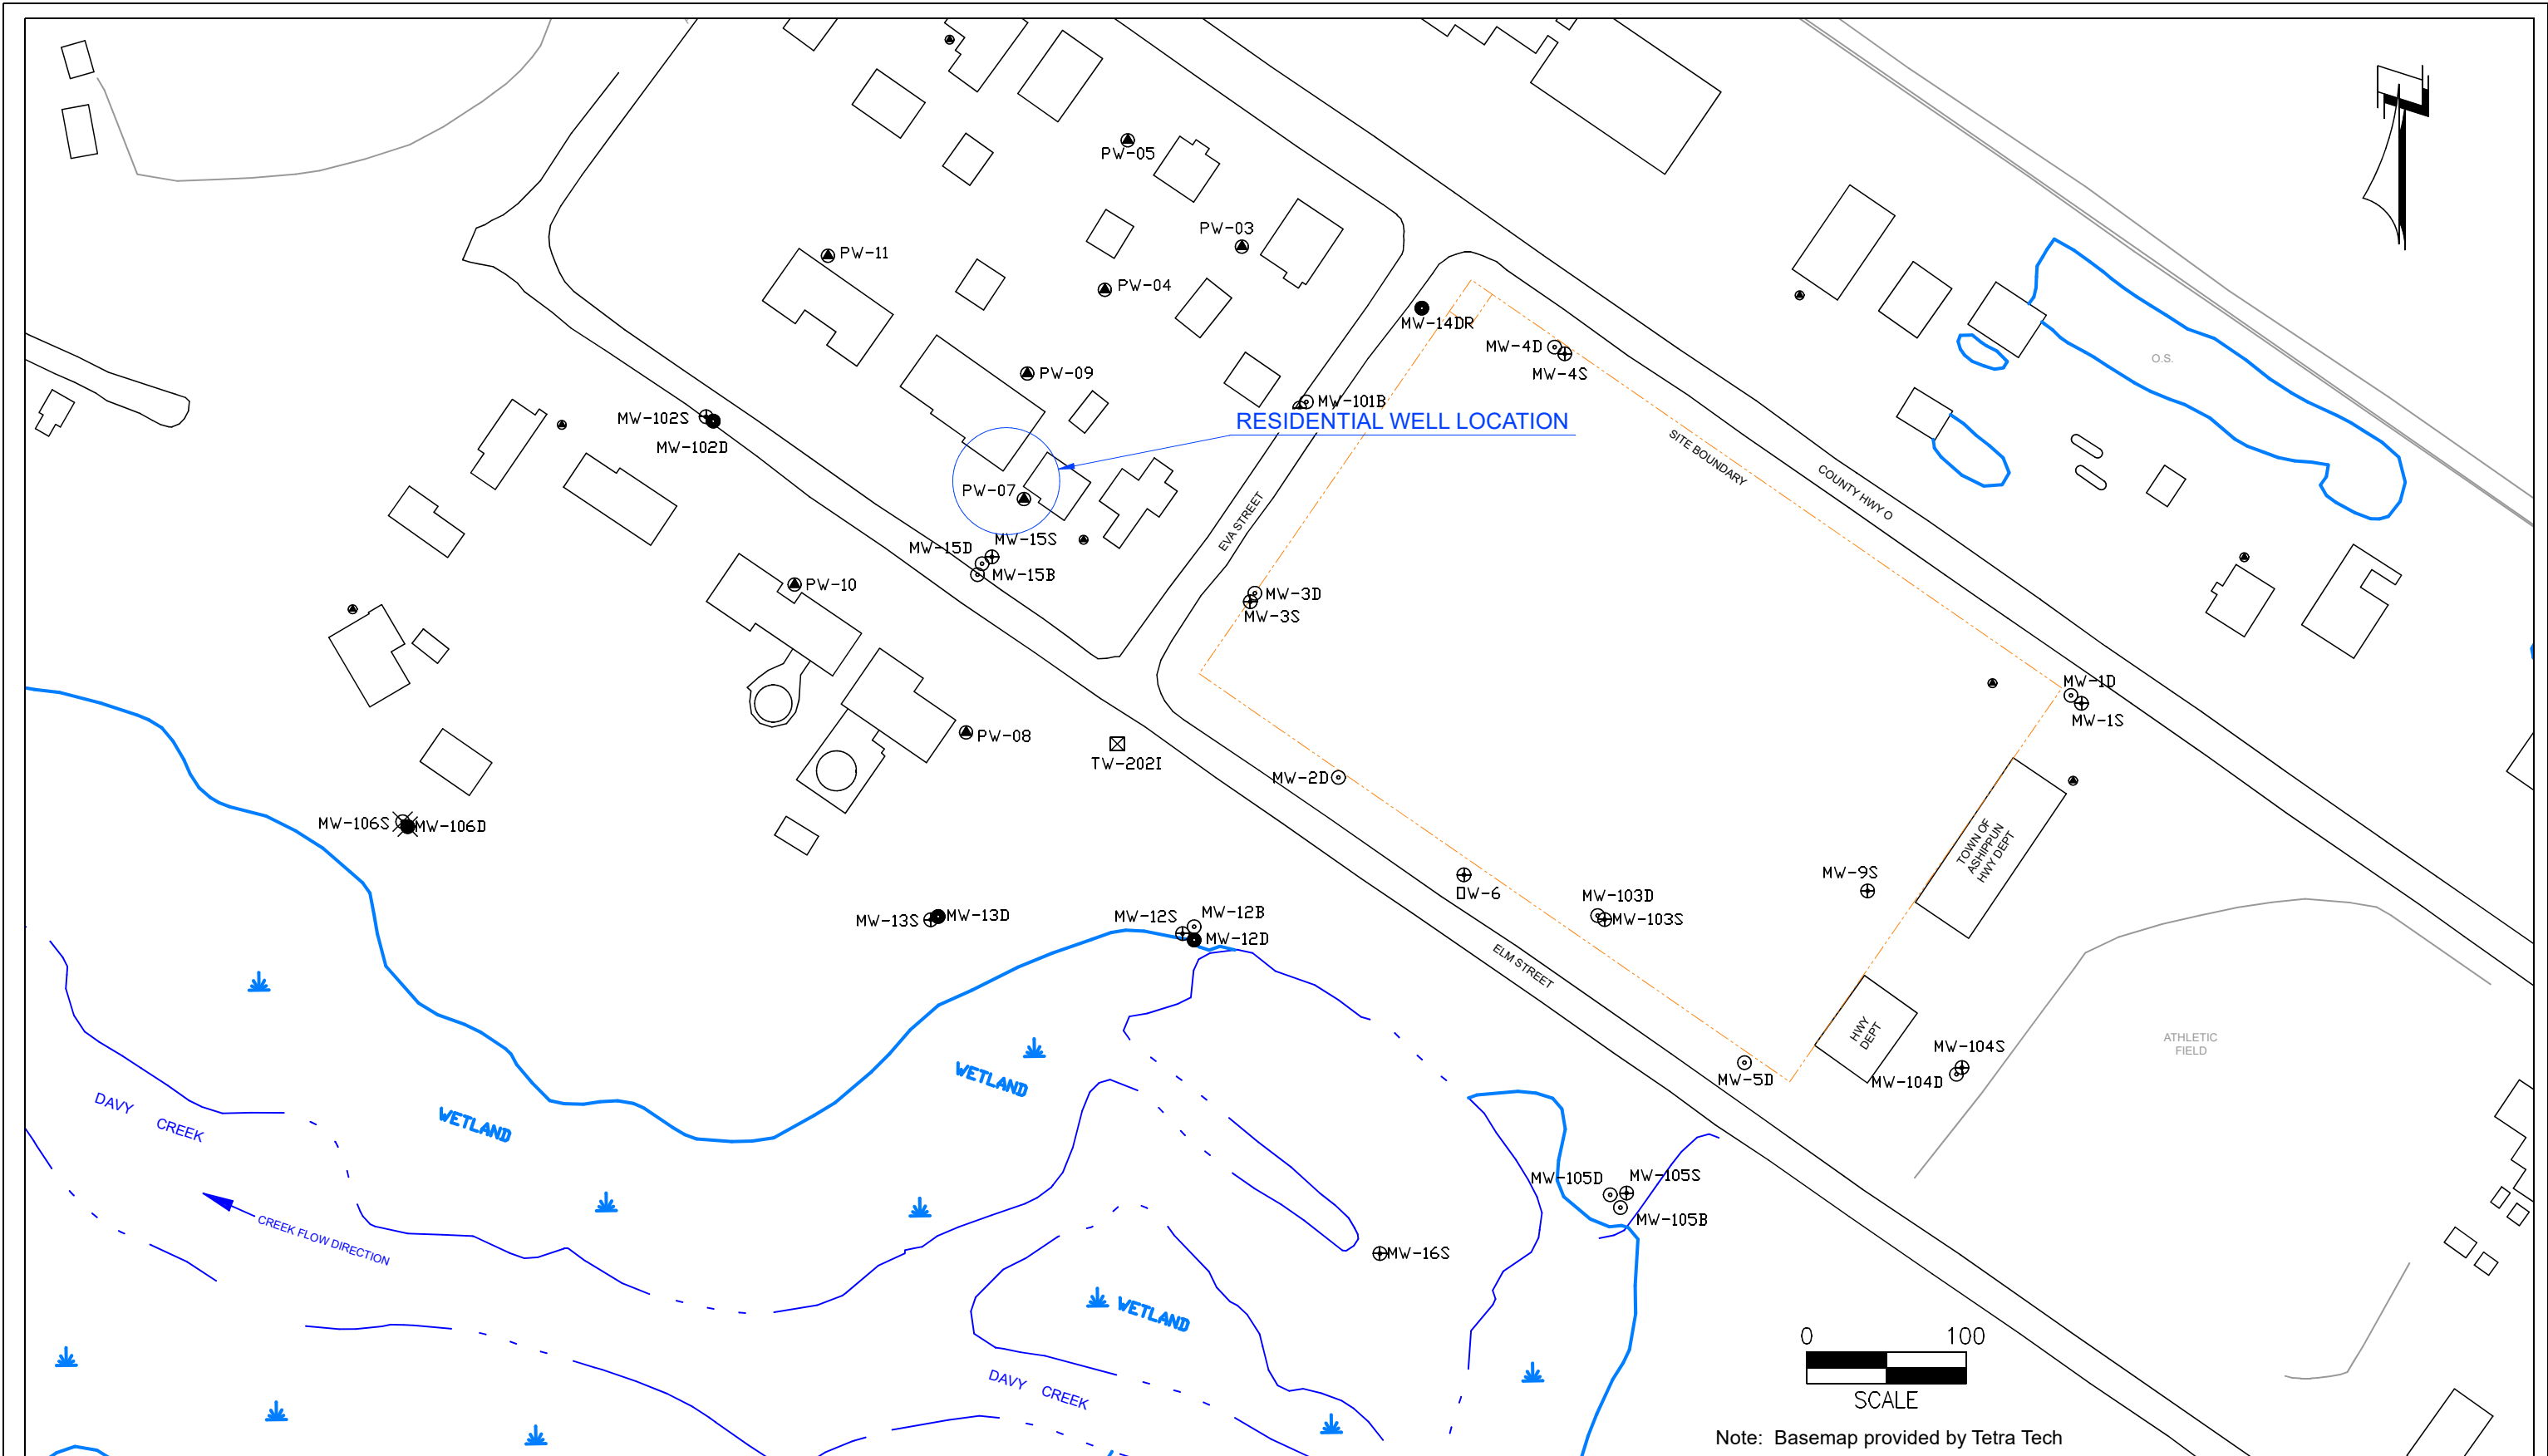 PW-05
PW-03
PW-11
PW-04
MW-14DR
MW-4D
MW-4S
O.S.
PW-09
MW-101B
RESIDENTIAL WELL LOCATION
MW-102S
MW-102D
SITE BOUNDARY
COUNTY HWY O
PW-07
EVA STREET
MW-15S
MW-15D
MW-15B
PW-10
MW-3D
MW-3S
MW-1D
MW-1S
PW-08
TW-202I
MW-2D
MW-106S
MW-106D
TOWN OF
ASHIPPUN
HWY DEPT
MW-9S
W-6
MW-103D
MW-103S
MW-13S
MW-13D
MW-12S
MW-12B
MW-12D
ELM STREET
HWY
DEPT
ATHLETIC
FIELD
MW-104S
MW-104D
MW-5D
WETLAND
DAVY CREEK
WETLAND
MW-105D
MW-105S
MW-105B
CREEK FLOW DIRECTION
MW-16S
WETLAND
DAVY CREEK
0 100
SCALE
Note: Basemap provided by Tetra Tech